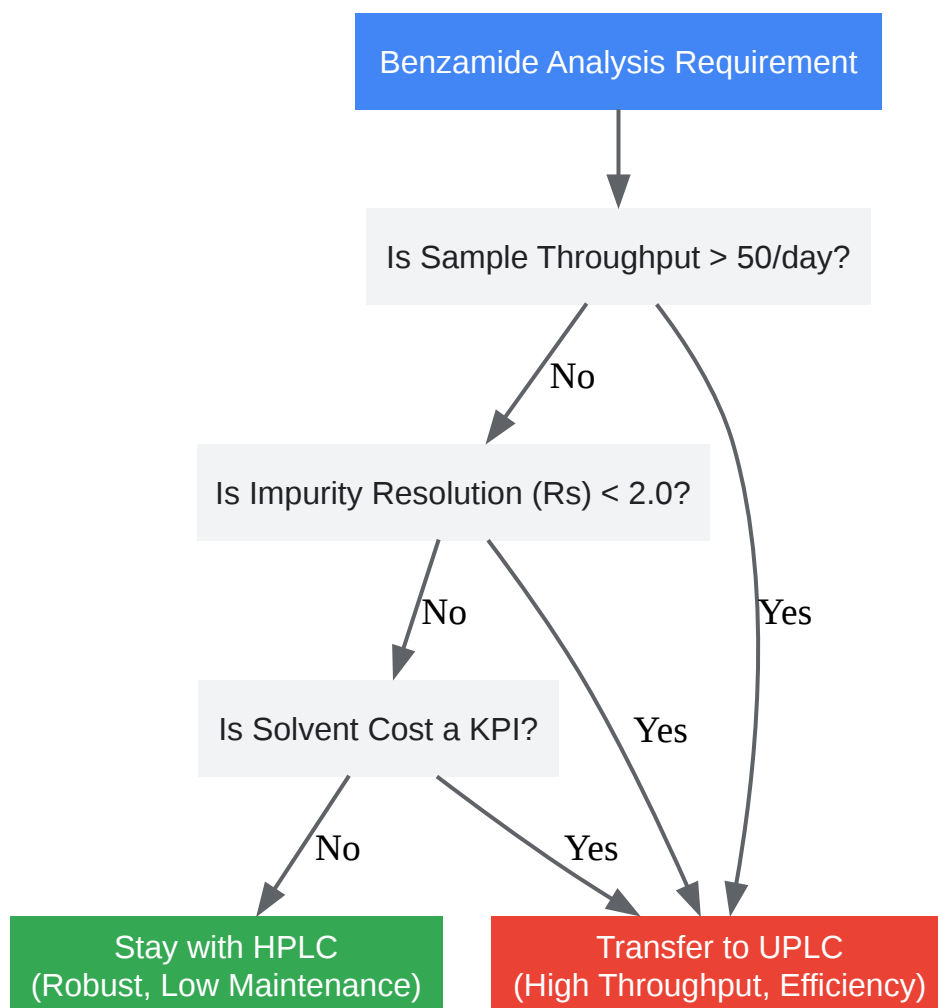 Benzamide Analysis Requirement
Is Sample Throughput > 50/day?
No
Is Impurity Resolution (Rs) < 2.0?
No
Yes
Is Solvent Cost a KPI?
Yes
No
Yes
Stay with HPLC
(Robust, Low Maintenance)
Transfer to UPLC
(High Throughput, Efficiency)